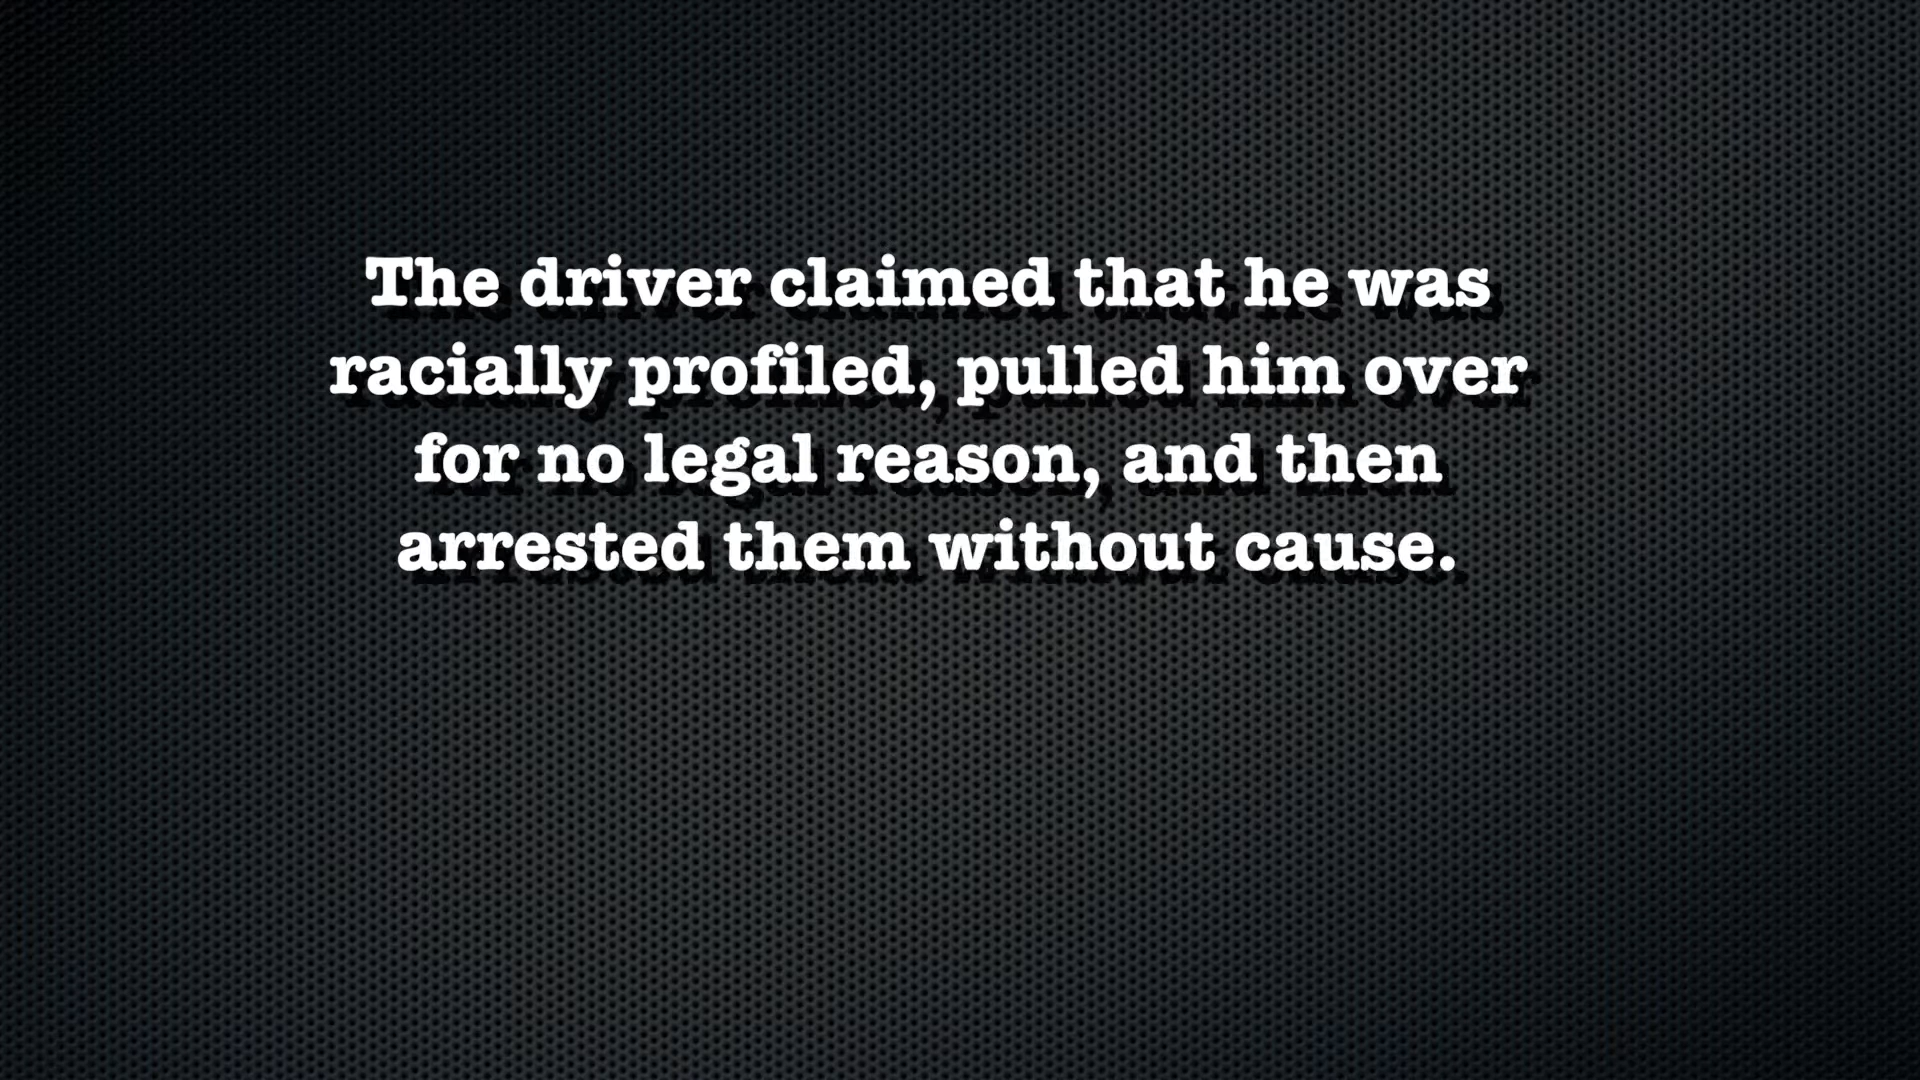 The driver claimed that he was
racially profiled, pulled him over
for no legal reason, and then
arrested them without cause.